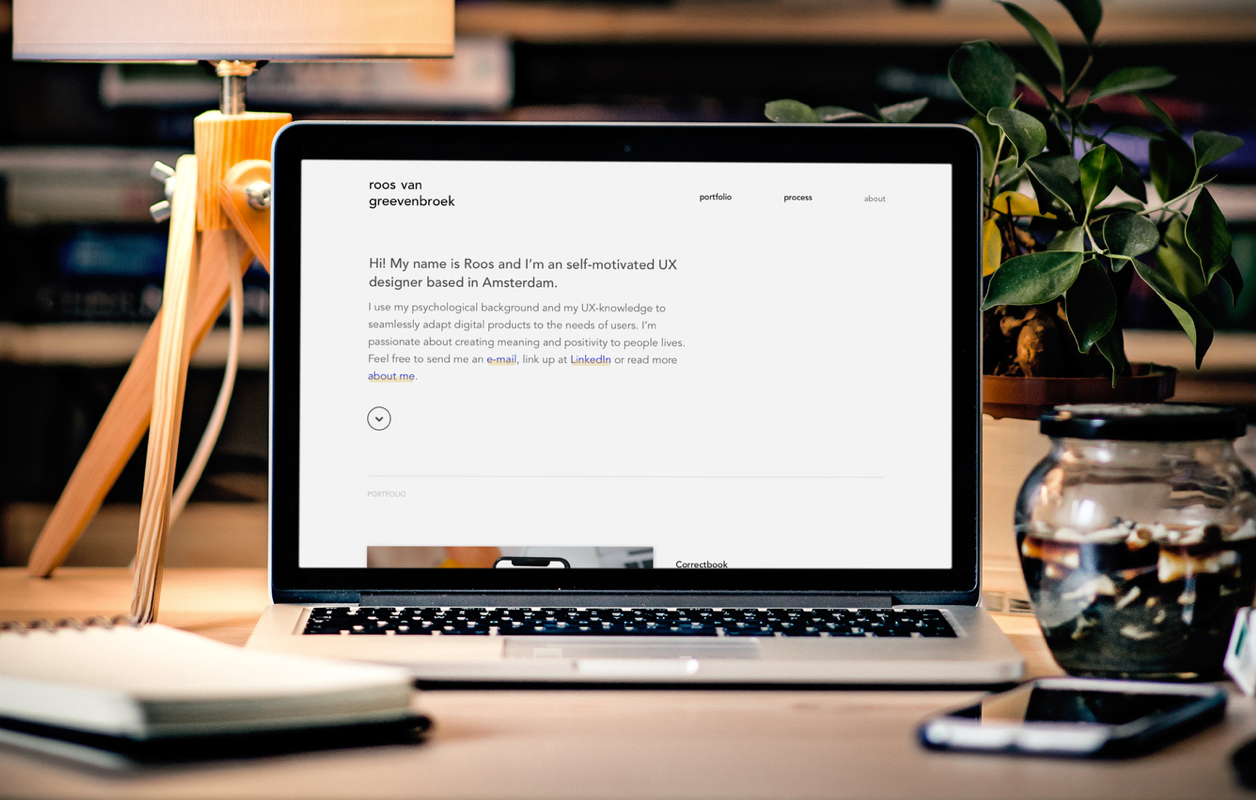 roos van
greevenbroek
portfolio
process
about
Hi! My name is Roos and I'm an self-motivated UX
designer based in Amsterdam.
I use my psychological background and my UX-knowledge to
seamlessly adapt digital products to the needs of users. I'm
passionate about creating meaning and positivity to people lives.
Feel free to send me an e-mail, link up at LinkedIn or read more
about me.
PORTFOLIO
Correctbook